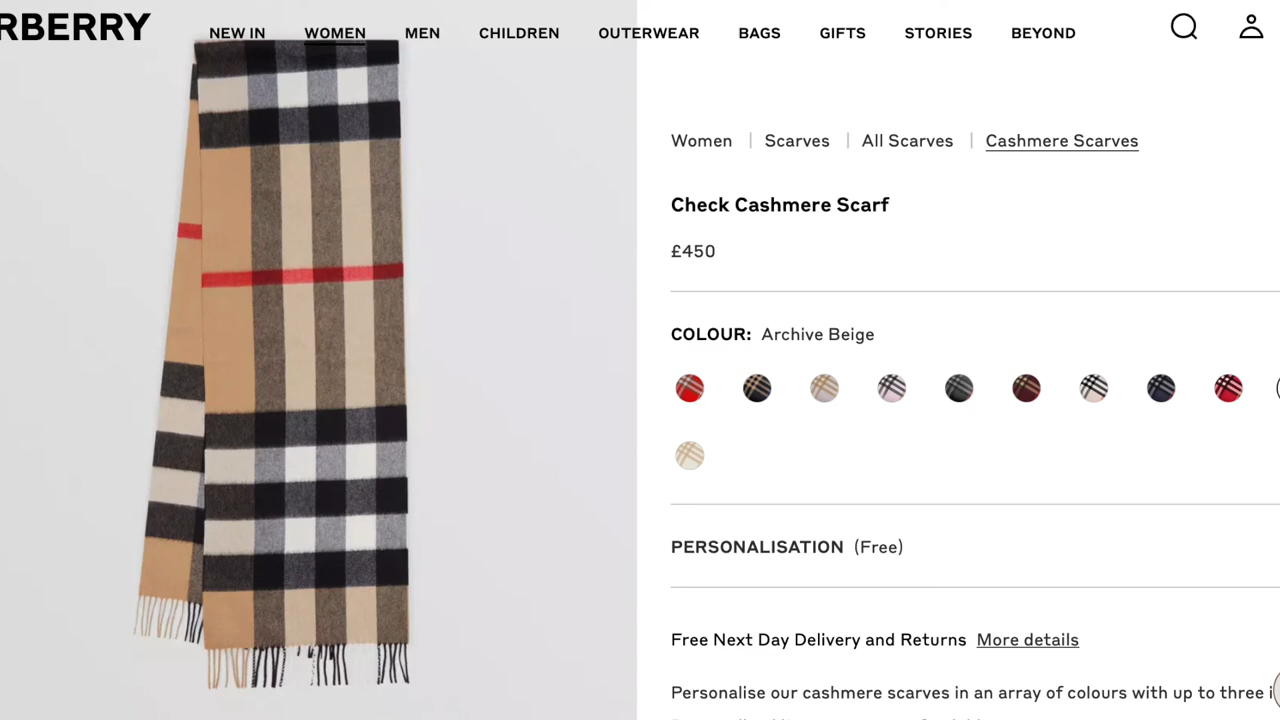 RBERRY
NEW IN
WOMEN
MEN
CHILDREN
OUTERWEAR
BAGS
GIFTS
STORIES
BEYOND
Women | Scarves | All Scarves | Cashmere Scarves
Check Cashmere Scarf
£450
COLOUR: Archive Beige
PERSONALISATION (Free)
Free Next Day Delivery and Returns More details
Personalise our cashmere scarves in an array of colours with up to three